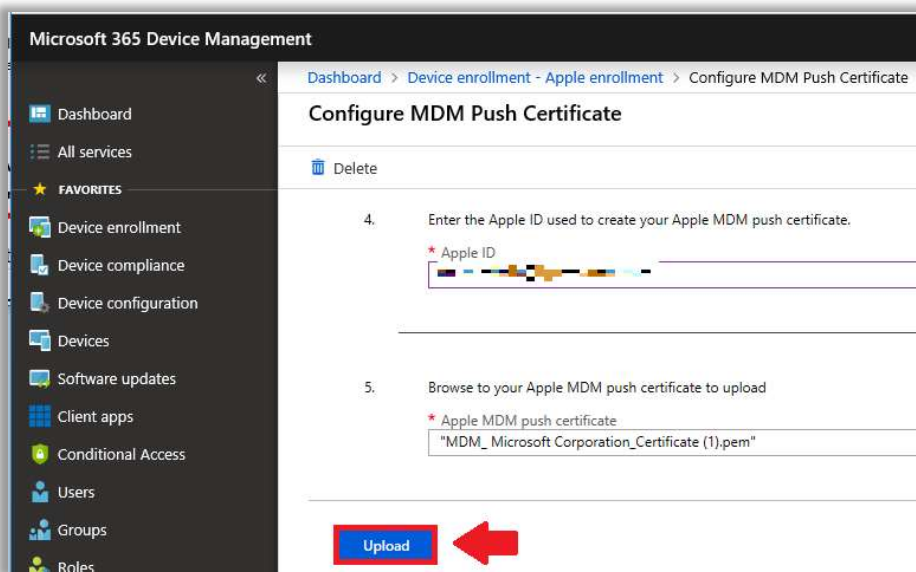 Microsoft 365 Device Management
«
Dashboard > Device enrollment - Apple enrollment > Configure MDM Push Certificate
Configure MDM Push Certificate
Delete
Dashboard
All services
FAVORITES
Device enrollment
Device compliance
Device configuration
Devices
Software updates
Client apps
Conditional Access
Users
Groups
Roles
4. Enter the Apple ID used to create your Apple MDM push certificate.
* Apple ID
5. Browse to your Apple MDM push certificate to upload
* Apple MDM push certificate
"MDM_ Microsoft Corporation_Certificate (1).pem"
Upload